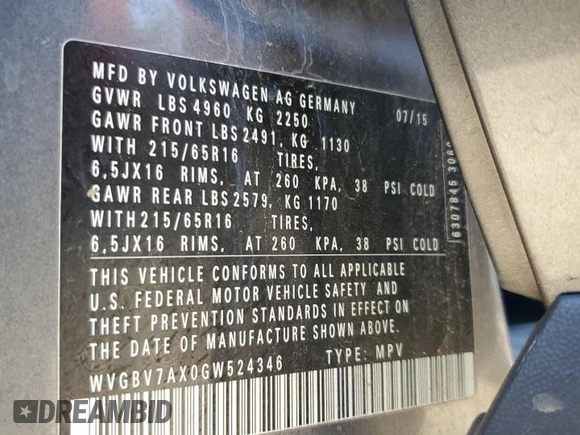 MFD BY VOLKSWAGEN AG GERMANY
GVWR LBS 4960 KG 2250 07/15
GAWR FRONT LBS 2491, KG 1130
WITH 215/65R16 TIRES,
6,5JX16 RIMS, AT 260 KPA, 38 PSI COLD
GAWR REAR LBS 2579, KG 1170
WITH 215/65R16 TIRES,
6,5JX16 RIMS, AT 260 KPA, 38 PSI COLD
6307845
THIS VEHICLE CONFORMS TO ALL APPLICABLE
U.S. FEDERAL MOTOR VEHICLE SAFETY AND
THEFT PREVENTION STANDARDS IN EFFECT ON
THE DATE OF MANUFACTURE SHOWN ABOVE.
WVGBV7AX0GW524346 TYPE: MPV
DREAMBID